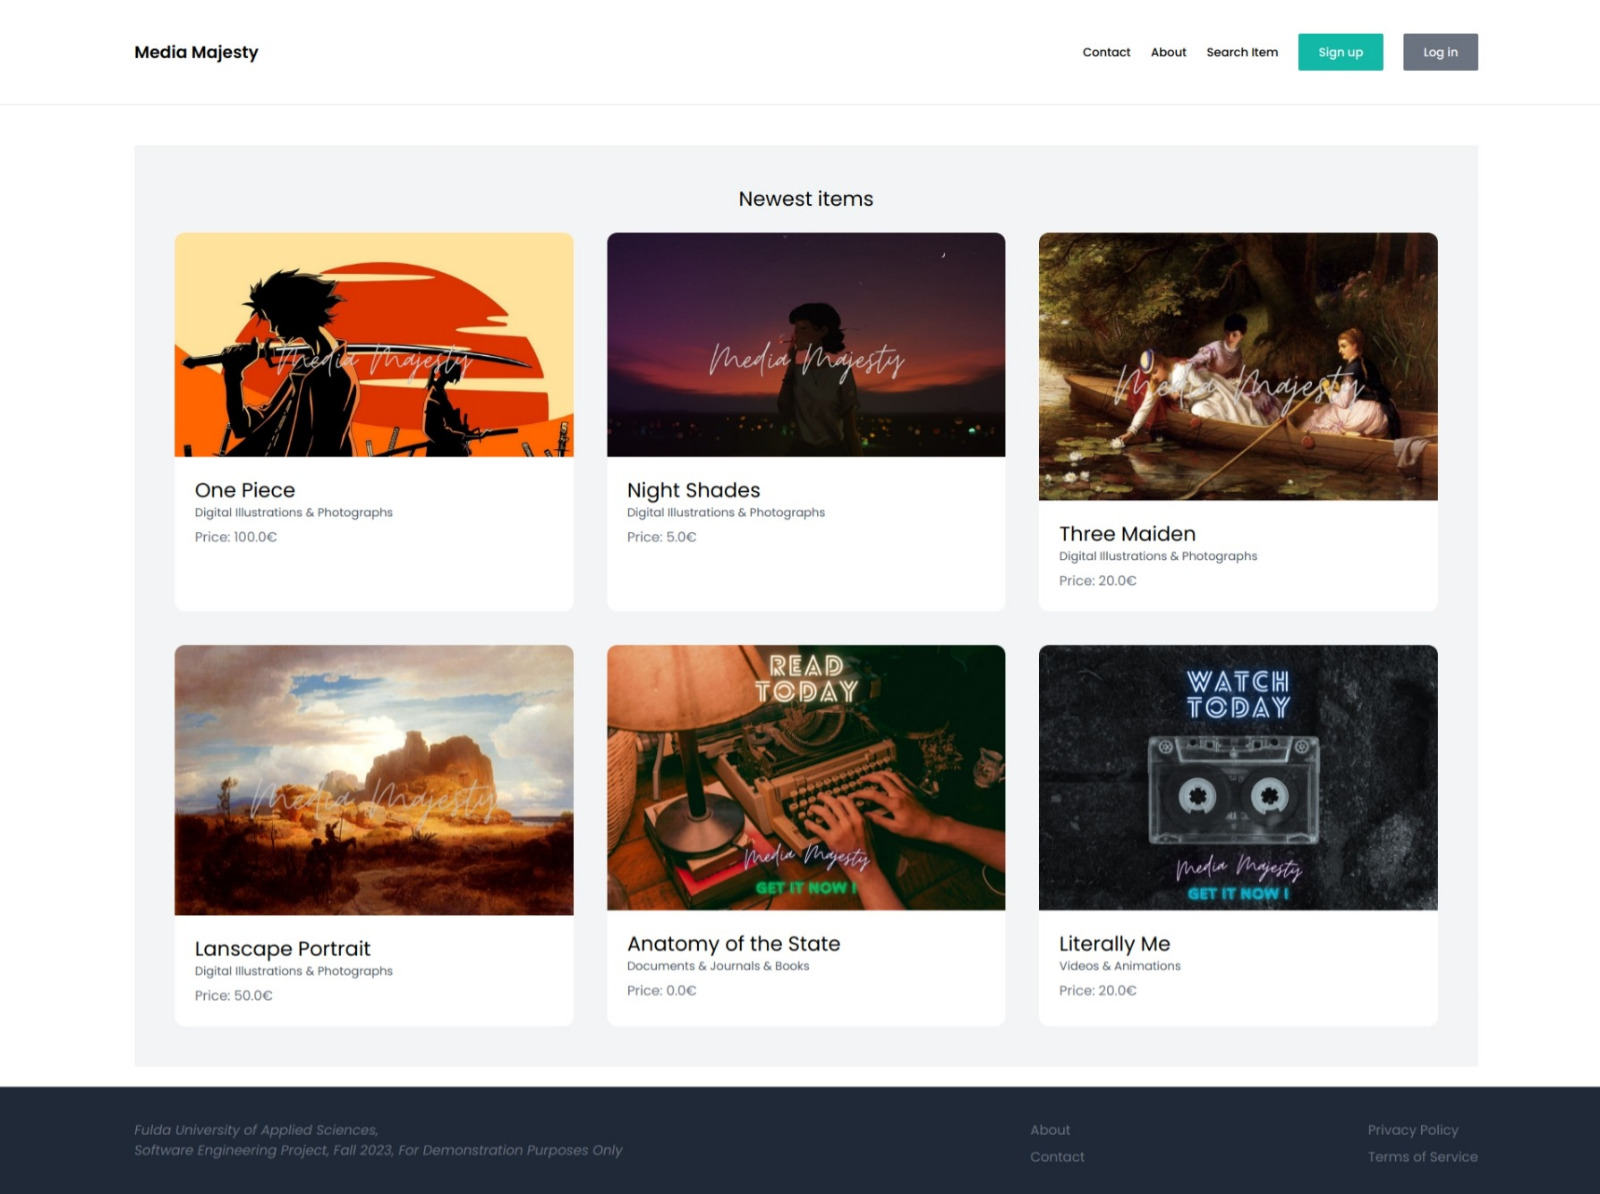 Media Majesty
Contact
About
Search Item
Sign up
Log in
Newest items
Media Majesty
Media Majesty
Media Majesty
One Piece
Digital Illustrations & Photographs
Price: 100.0€
Night Shades
Digital Illustrations & Photographs
Price: 5.0€
Three Maiden
Digital Illustrations & Photographs
Price: 20.0€
Media Majesty
READ
TODAY
Media Majesty
GET IT NOW !
WATCH
TODAY
Media Majesty
GET IT NOW !
Lanscape Portrait
Digital Illustrations & Photographs
Price: 50.0€
Anatomy of the State
Documents & Journals & Books
Price: 0.0€
Literally Me
Videos & Animations
Price: 20.0€
Fulda University of Applied Sciences,
Software Engineering Project, Fall 2023, For Demonstration Purposes Only
About
Contact
Privacy Policy
Terms of Service